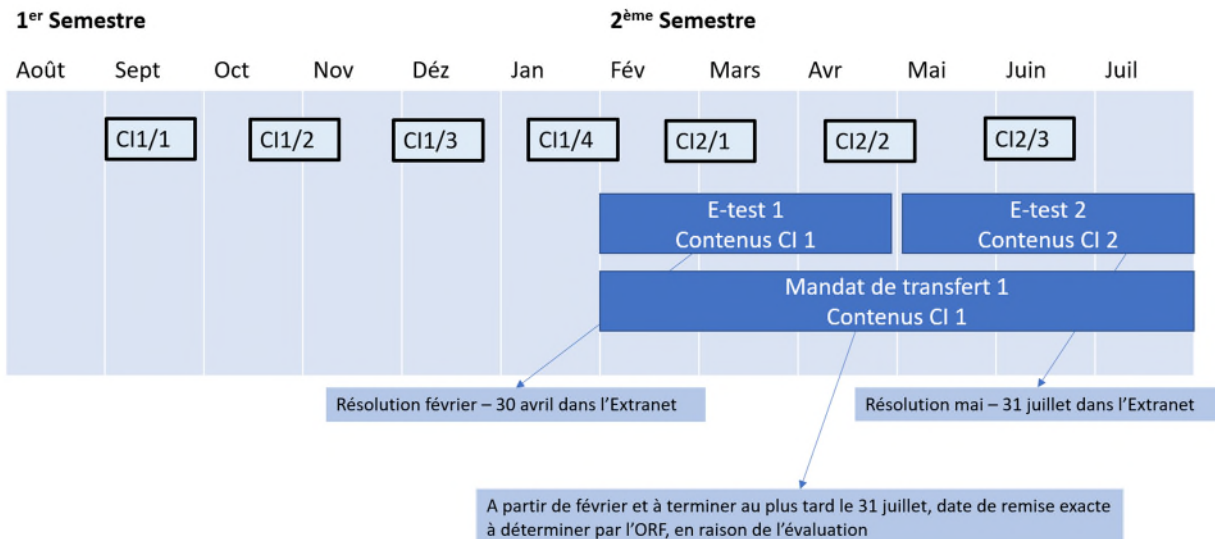 1er Semestre
2ème Semestre
Août Sept Oct Nov Déz Jan Fév Mars Avr Mai Juin Juil
CI1/1 CI1/2 CI1/3 CI1/4 CI2/1 CI2/2 CI2/3
E-test 1
Contenus CI 1
E-test 2
Contenus CI 2
Mandat de transfert 1
Contenus CI 1
Résolution février – 30 avril dans l’Extranet
Résolution mai – 31 juillet dans l’Extranet
A partir de février et à terminer au plus tard le 31 juillet, date de remise exacte
à déterminer par l’ORF, en raison de l’évaluation